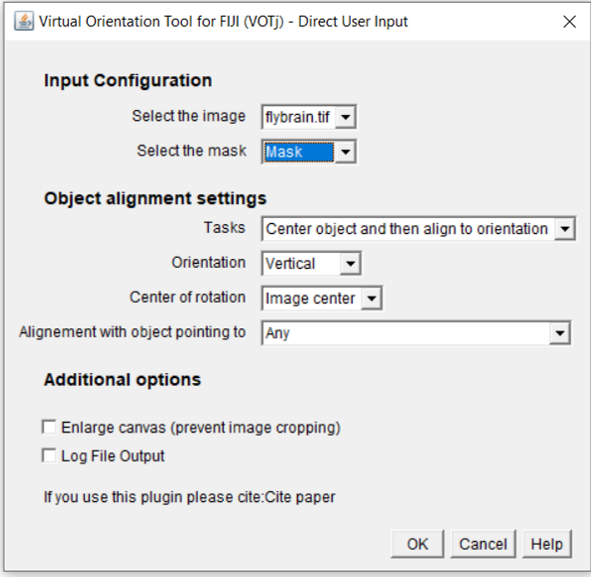 Virtual Orientation Tool for FIJI (VOTj) - Direct User Input
Input Configuration
Select the image flybrain.tif
Select the mask Mask
Object alignment settings
Tasks Center object and then align to orientation
Orientation Vertical
Center of rotation Image center
Alignement with object pointing to Any
Additional options
Enlarge canvas (prevent image cropping)
Log File Output
If you use this plugin please cite:Cite paper
OK Cancel Help